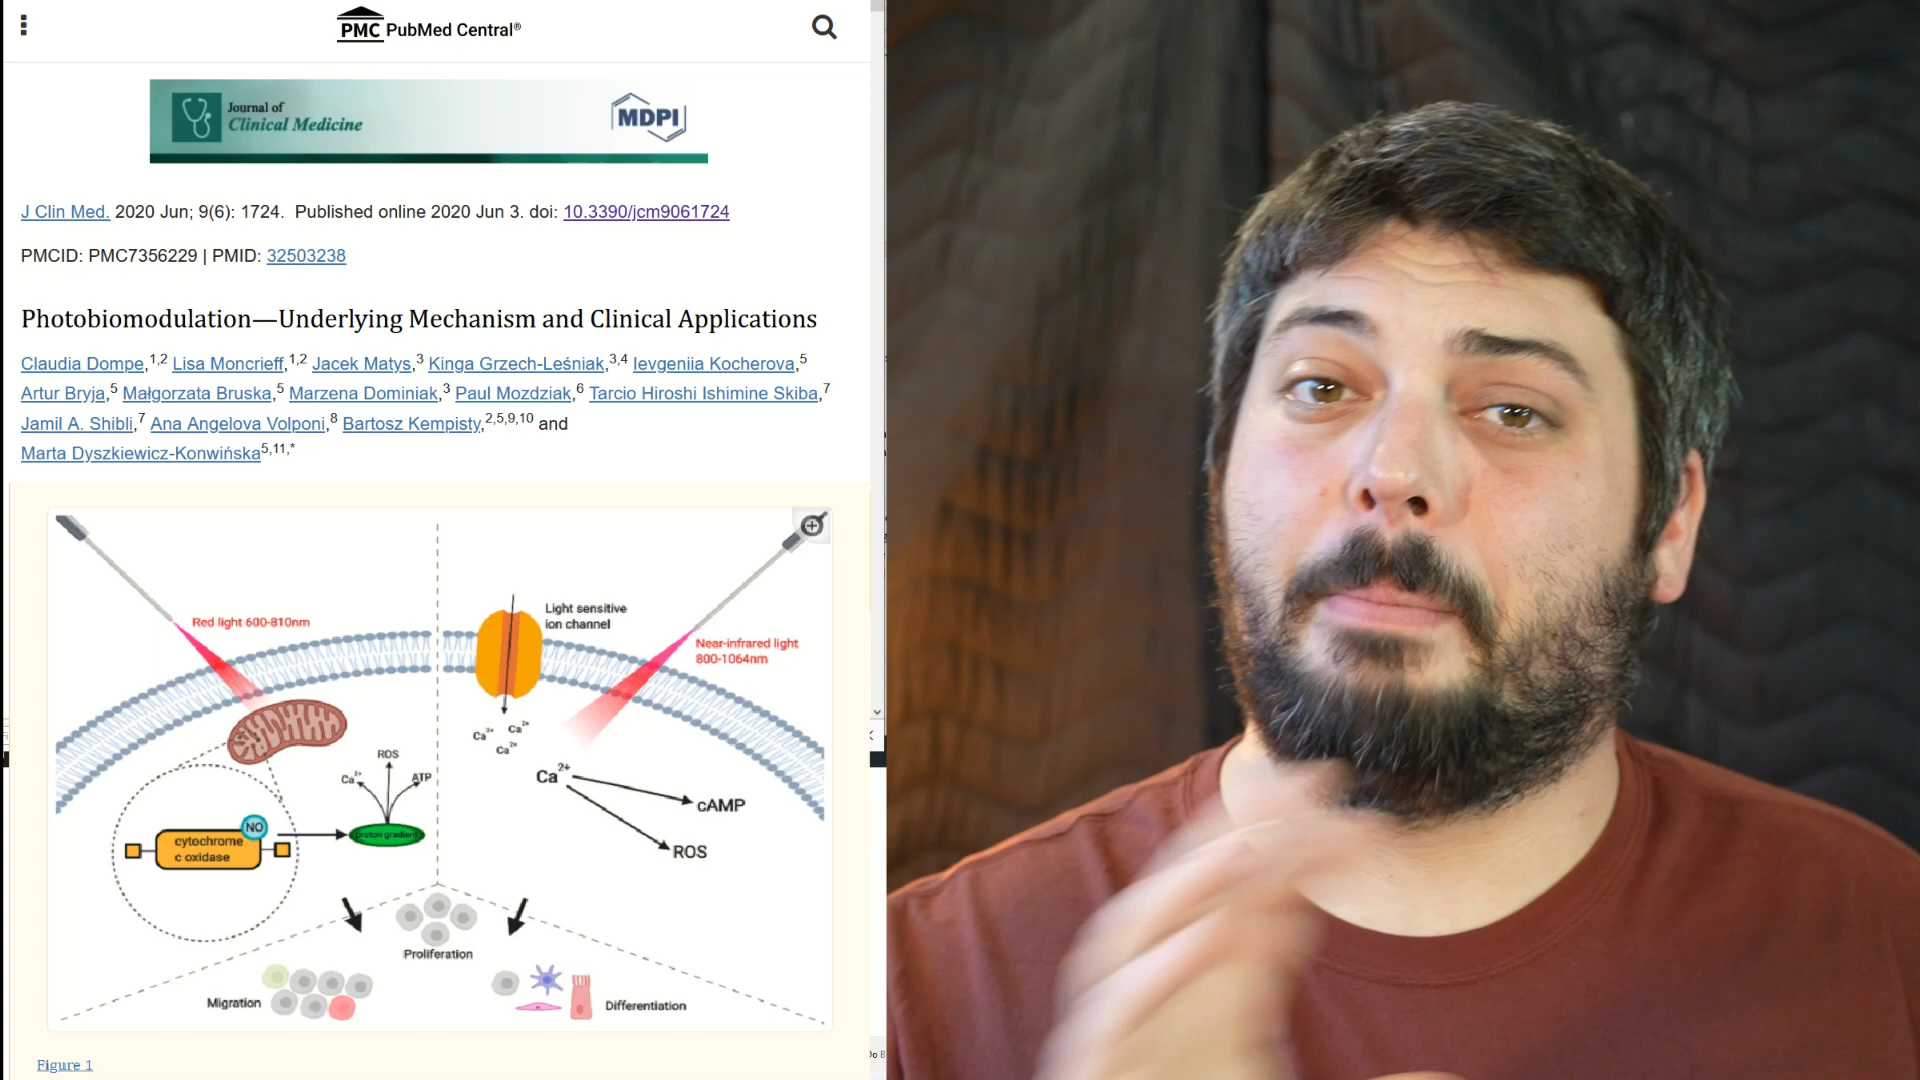 PMC PubMed Central®
Journal of
Clinical Medicine
MDPI
J Clin Med. 2020 Jun; 9(6): 1724. Published online 2020 Jun 3. doi: 10.3390/jcm9061724
PMCID: PMC7356229 | PMID: 32503238
Photobiomodulation—Underlying Mechanism and Clinical Applications
Claudia Dompe,1,2 Lisa Moncrieff,1,2 Jacek Matys,3 Kinga Grzech-Leśniak,3,4 Ievgeniia Kocherova,5
Artur Bryja,5 Małgorzata Bruska,5 Marzena Dominiak,3 Paul Mozdziak,6 Tarcio Hiroshi Ishimine Skiba,7
Jamil A. Shibli,7 Ana Angelova Volponi,8 Bartosz Kempisty,2,5,9,10 and
Marta Dyszkiewicz-Konwińska5,11,*
Light sensitive
ion channel
Red light 600-810nm
Near-infrared light
800-1064nm
Ca2+
Ca2+
Ca2+
ROS
Ca2+
ATP
Ca2+
cAMP
ROS
NO
cytochrome
c oxidase
proton gradient
Proliferation
Migration
Differentiation
Figure 1